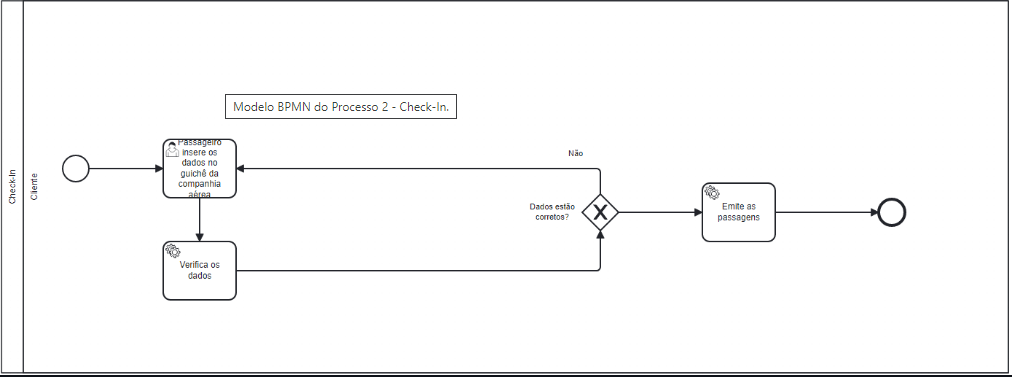 Check-In
Cliente
Modelo BPMN do Processo 2 - Check-In.
Passageiro
insere os
dados no
guichê da
companhia
aérea
Verifica os
dados
Não
Dados estão
corretos?
Emite as
passagens